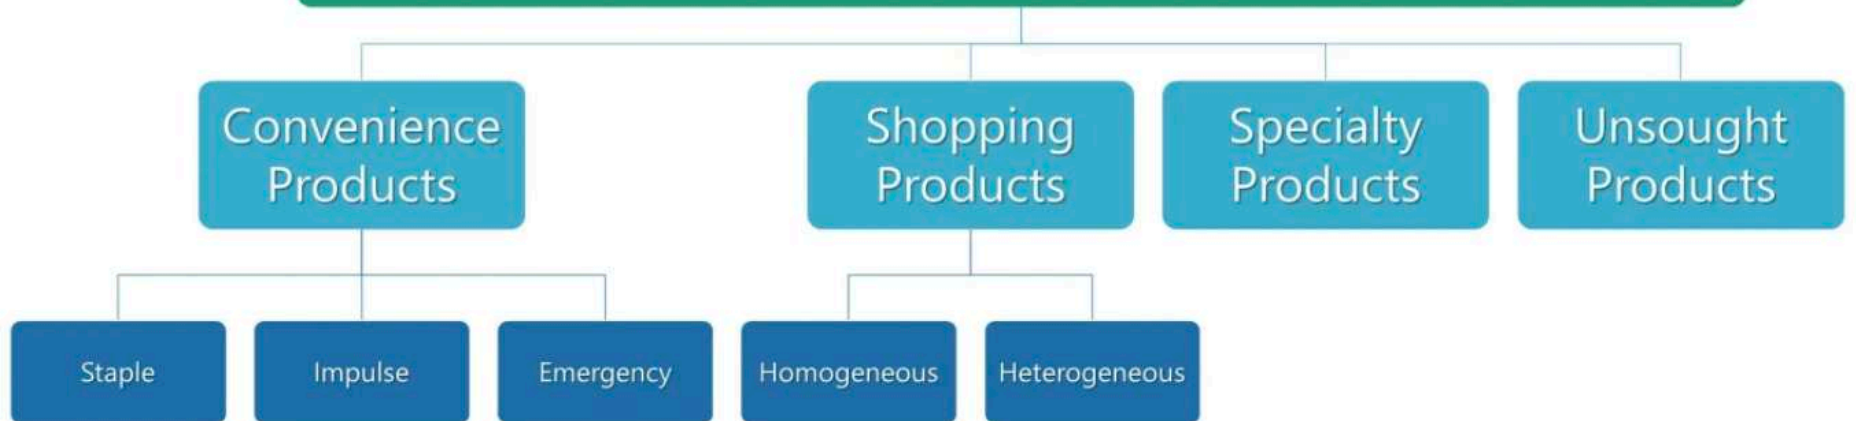 Convenience
Products
Shopping
Products
Specialty
Products
Unsought
Products
Staple
Impulse
Emergency
Homogeneous
Heterogeneous